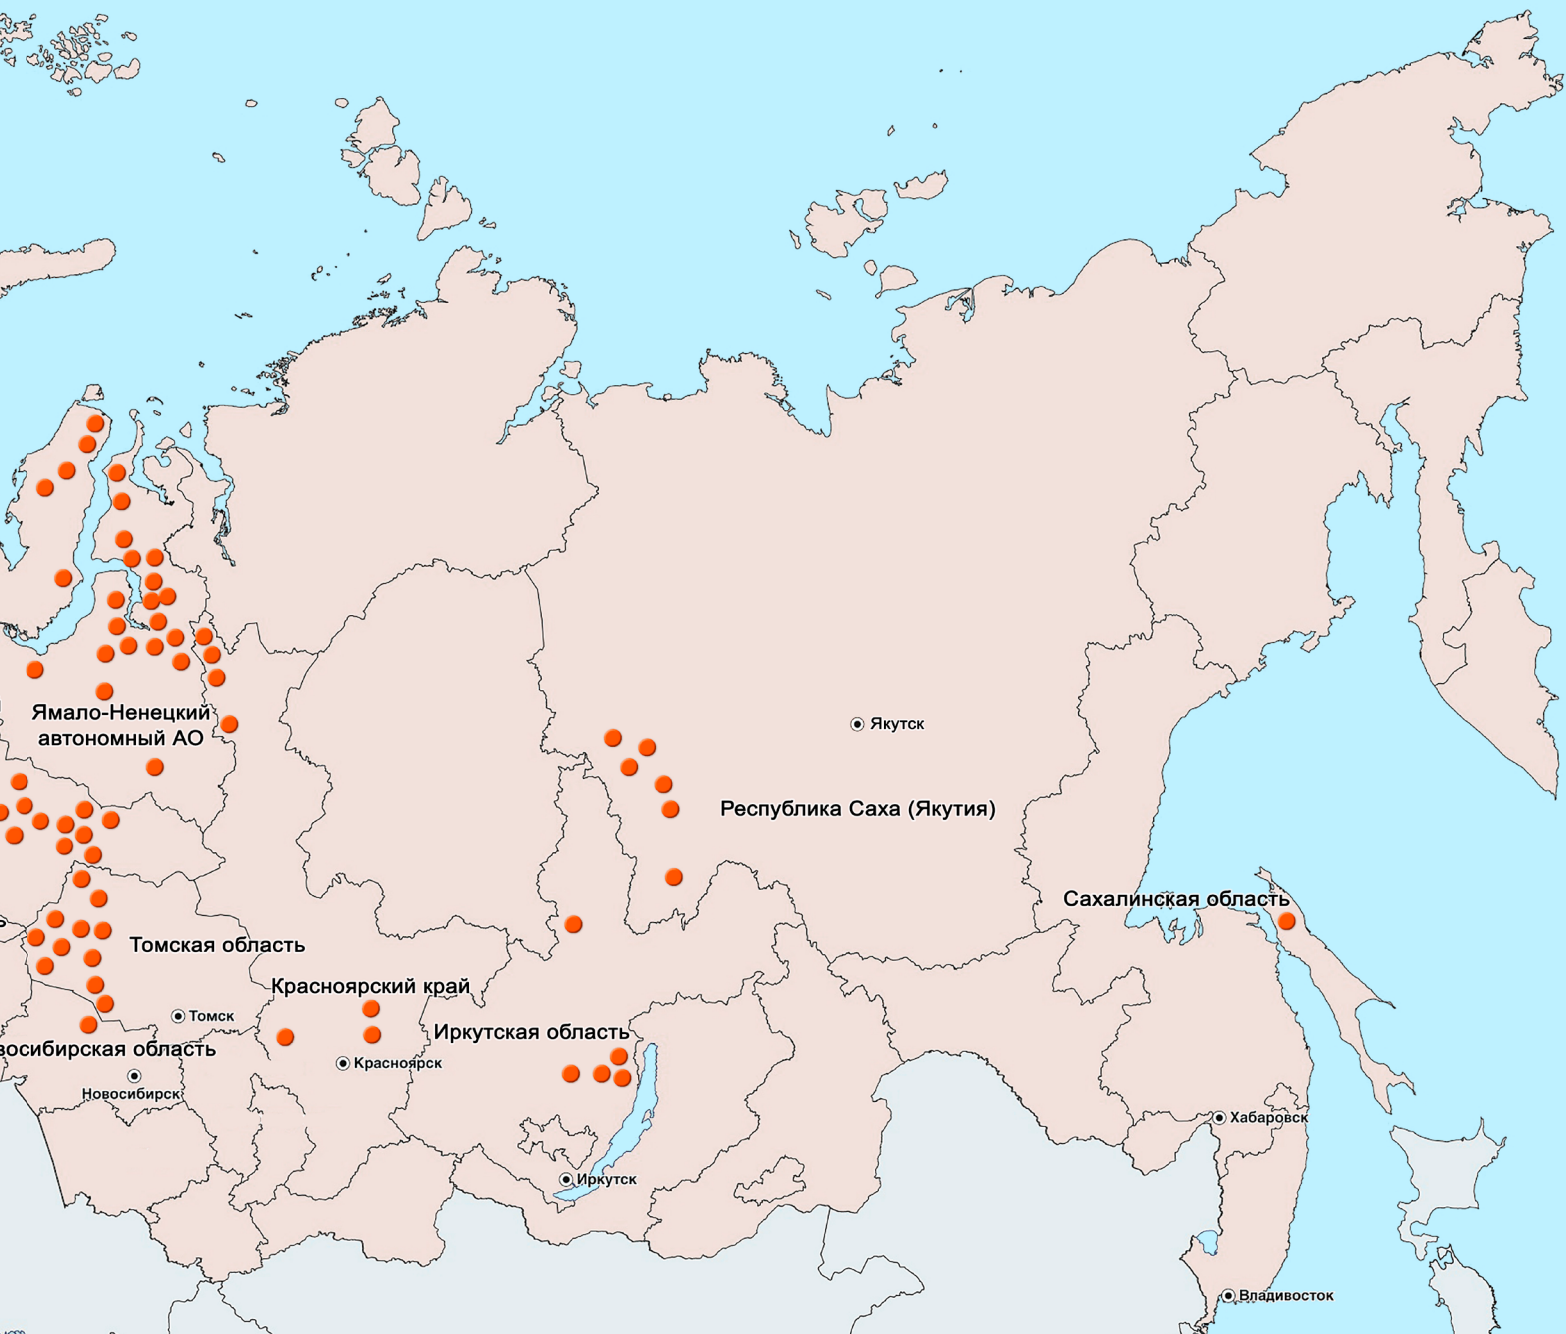 Якутск
Ямало-Ненецкий
автономный АО
Республика Саха (Якутия)
Сахалинская область
Томская область
Красноярский край
Томск
Иркутская область
восибирская область
Красноярск
Новосибирск
Хабаровск
Иркутск
Владивосток